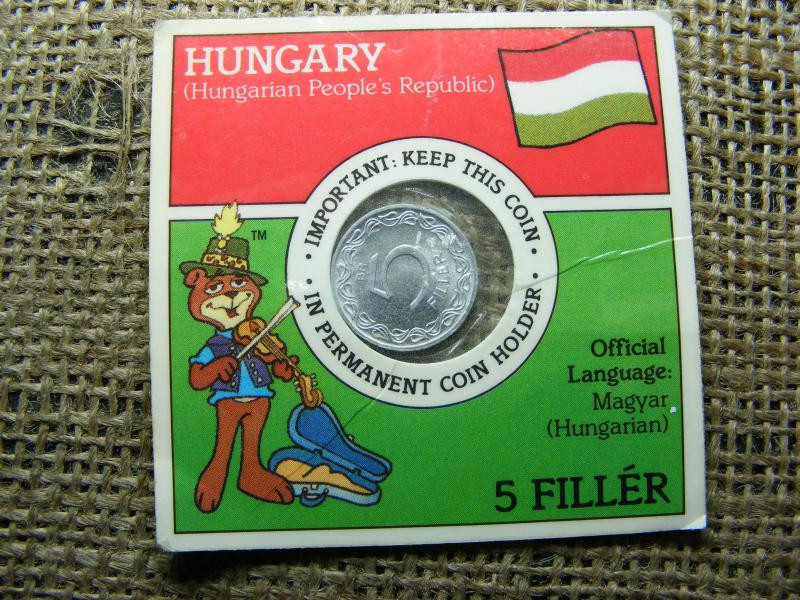 HUNGARY
(Hungarian People's Republic)
· IMPORTANT: KEEP THIS COIN ·
· IN PERMANENT COIN HOLDER ·
BP.
5
FILLÉR
TM
Official
Language:
Magyar
(Hungarian)
5 FILLÉR